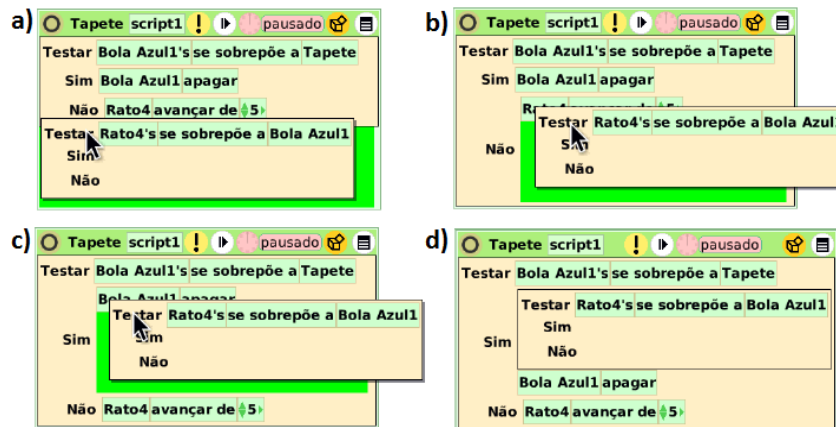 a) Tapete script1 ! pausado
Testar Bola Azul1's se sobrepõe a Tapete
Sim Bola Azul1 apagar
Não Rato4 avançar de 5
Testar Rato4's se sobrepõe a Bola Azul1
Sim
Não
b) Tapete script1 ! pausado
Testar Bola Azul1's se sobrepõe a Tapete
Sim Bola Azul1 apagar
Testar Rato4's se sobrepõe a Bola Azul
Não
Sim
Não
c) Tapete script1 ! pausado
Testar Bola Azul1's se sobrepõe a Tapete
Bola Azul1 apagar
Testar Rato4's se sobrepõe a Bola Azul1
Sim
Sim
Não
Não Rato4 avançar de 5
d) Tapete script1 ! pausado
Testar Bola Azul1's se sobrepõe a Tapete
Testar Rato4's se sobrepõe a Bola Azul1
Sim
Sim
Não
Bola Azul1 apagar
Não Rato4 avançar de 5